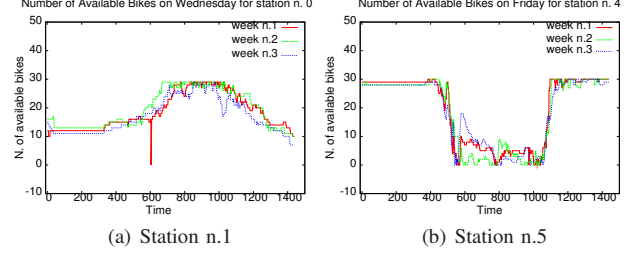 Number of Available Bikes on Wednesday for station n. 0
week n.1
week n.2
week n.3
N. of available bikes
50
40
30
20
10
0
-10
0 200 400 600 800 1000 1200 1400
Time
(a) Station n.1
Number of Available Bikes on Friday for station n. 4
week n.1
week n.2
week n.3
N. of available bikes
50
40
30
20
10
0
-10
0 200 400 600 800 1000 1200 1400
Time
(b) Station n.5